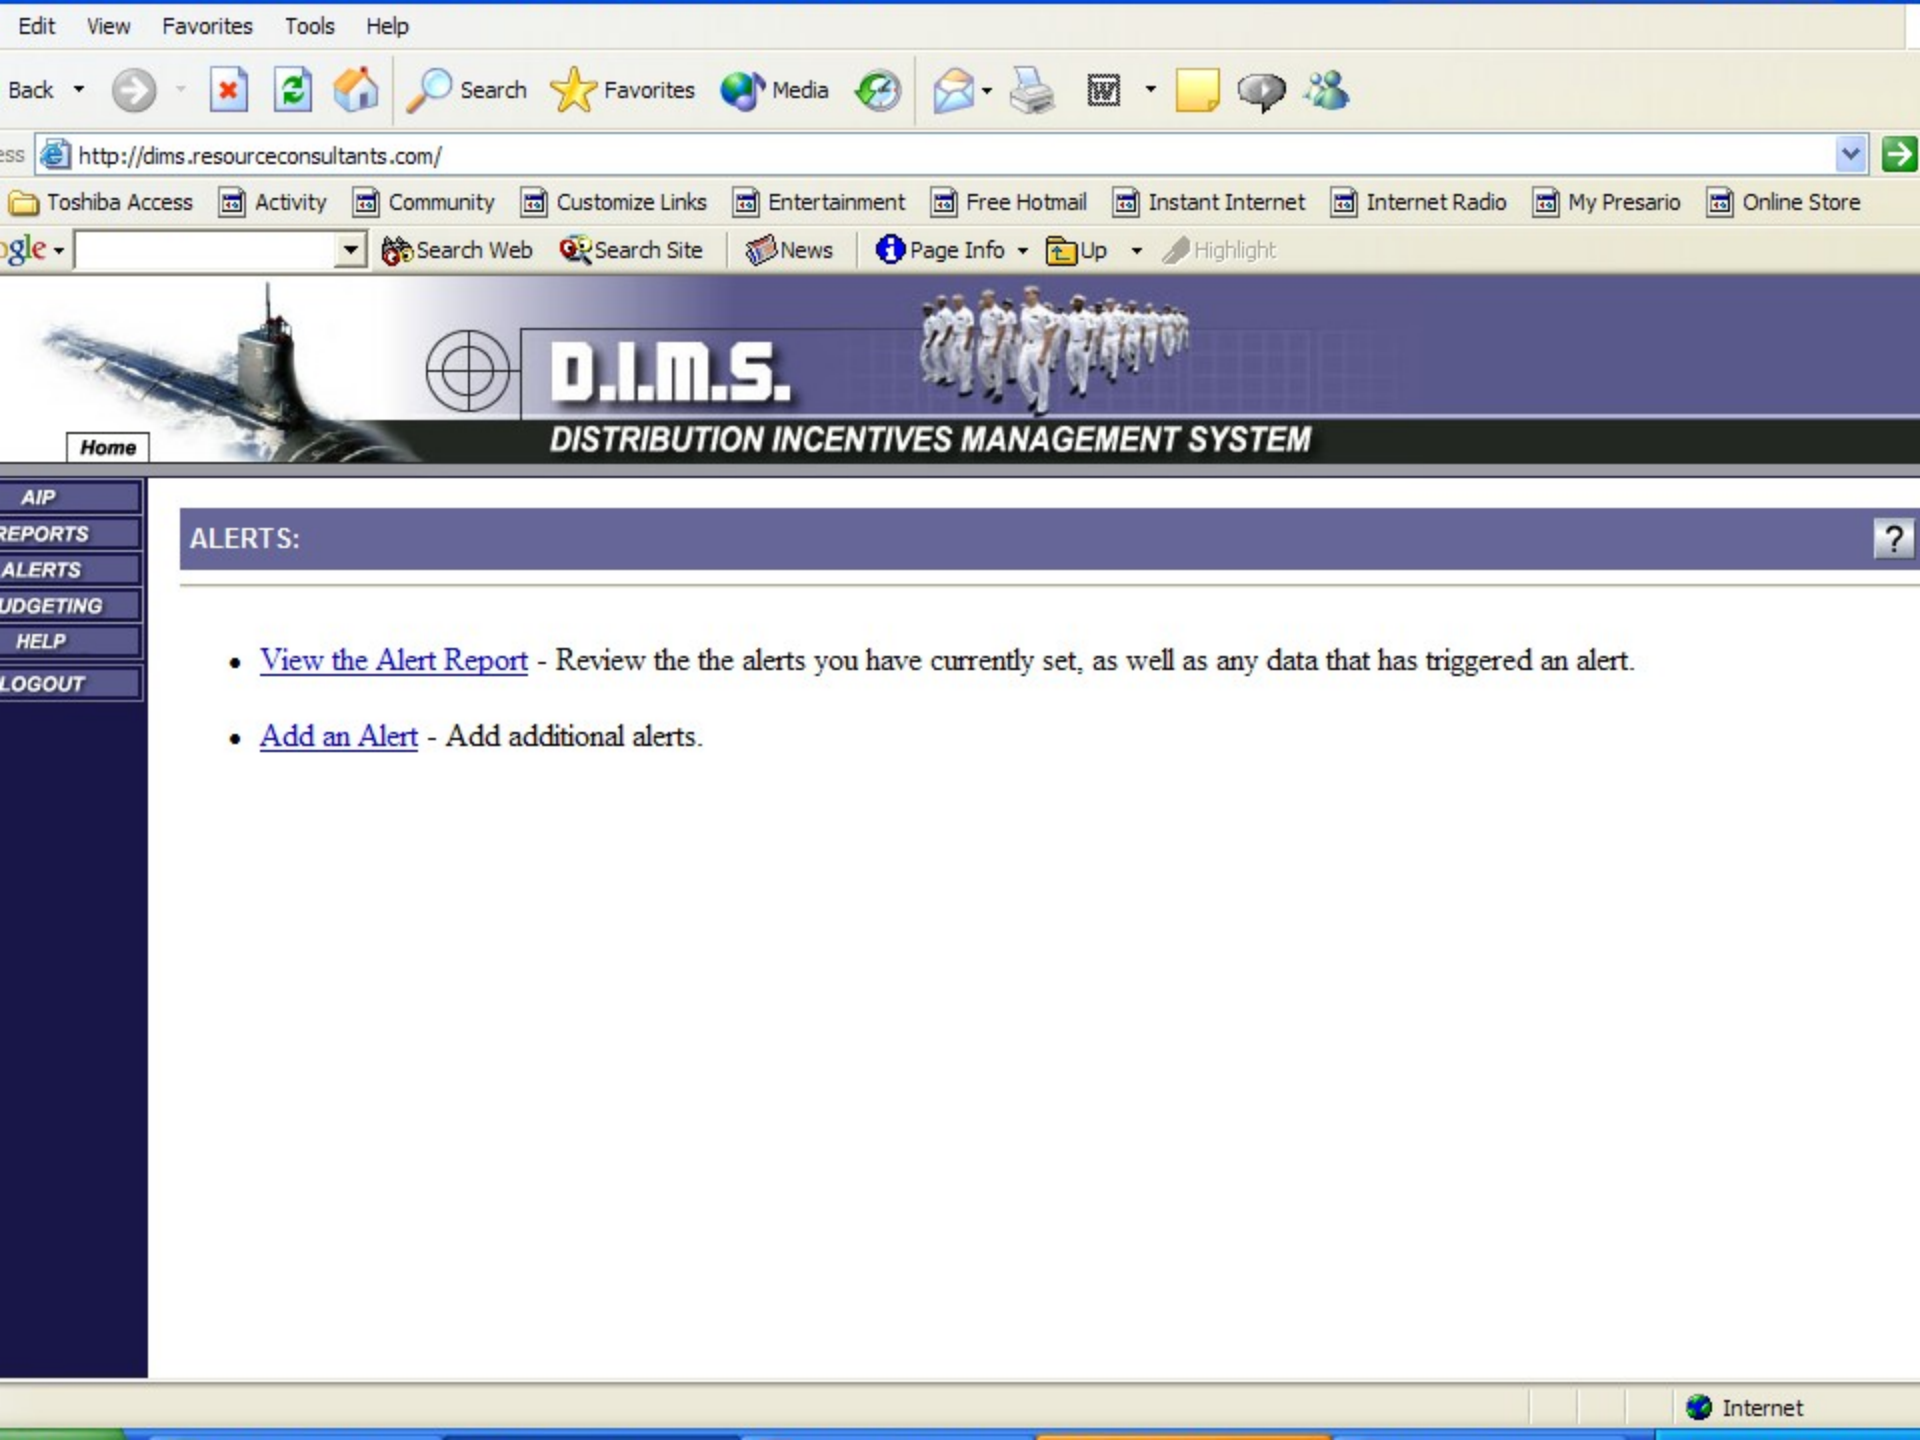 Edit View Favorites Tools Help
Back Search Favorites Media
ess http://dims.resourceconsultants.com/
Toshiba Access Activity Community Customize Links Entertainment Free Hotmail Instant Internet Internet Radio My Presario Online Store
ogle Search Web Search Site News Page Info Up Highlight
D.I.M.S.
DISTRIBUTION INCENTIVES MANAGEMENT SYSTEM
Home
AIP
REPORTS
ALERTS
UDGETING
HELP
LOGOUT
ALERTS: ?
• View the Alert Report - Review the the alerts you have currently set, as well as any data that has triggered an alert.
• Add an Alert - Add additional alerts.
Internet